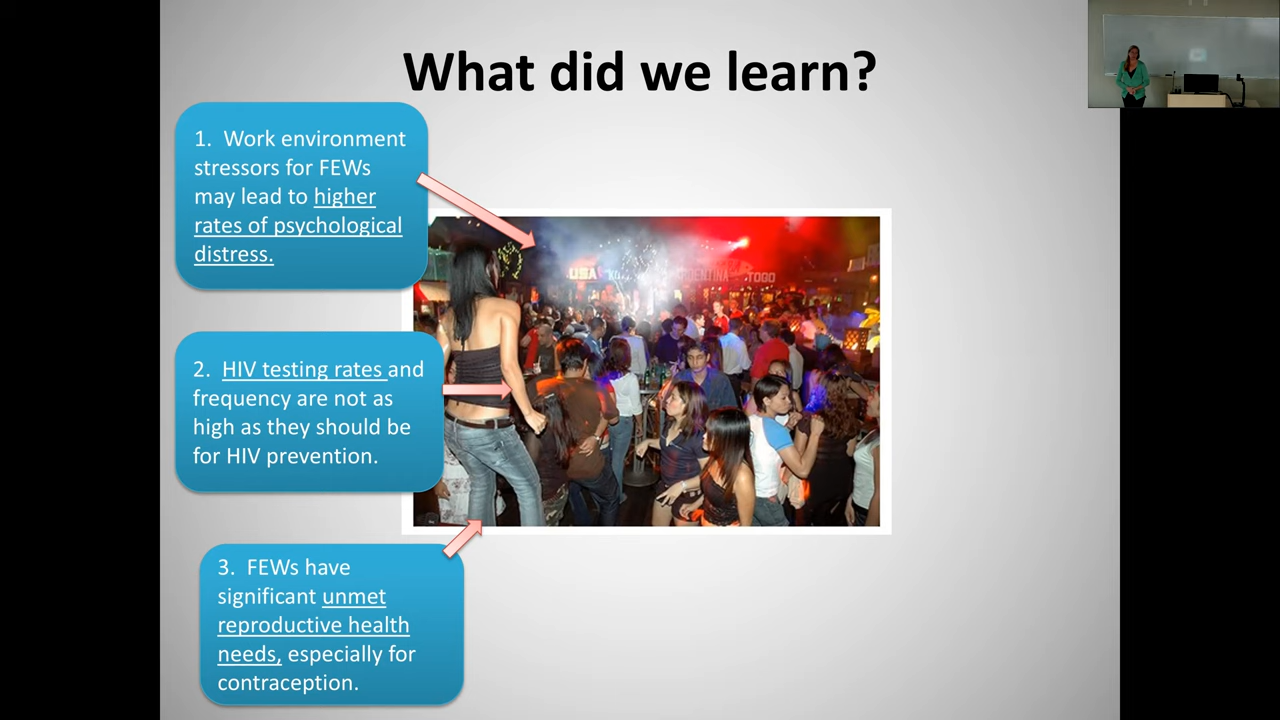 What did we learn?
1. Work environment
stressors for FEWs
may lead to higher
rates of psychological
distress.
2. HIV testing rates and
frequency are not as
high as they should be
for HIV prevention.
3. FEWs have
significant unmet
reproductive health
needs, especially for
contraception.
USA
TOGO